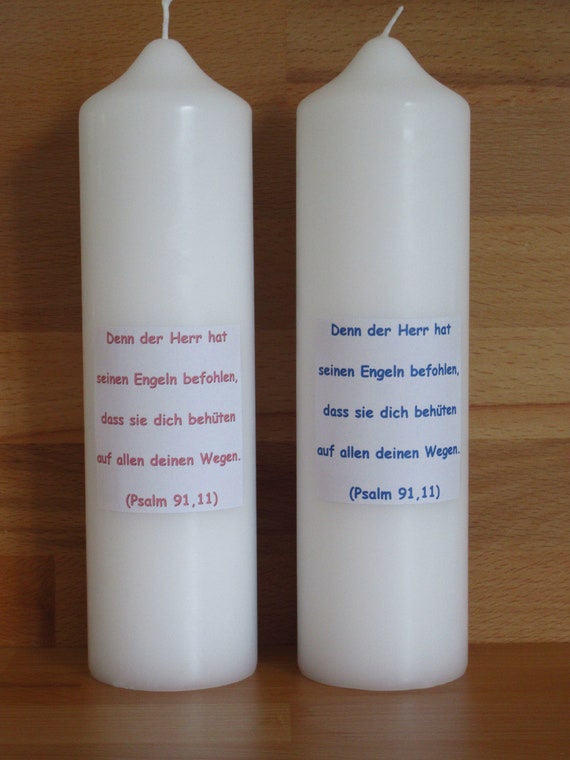 Denn der Herr hat
seinen Engeln befohlen,
dass sie dich behüten
auf allen deinen Wegen.
(Psalm 91,11)
Denn der Herr hat
seinen Engeln befohlen,
dass sie dich behüten
auf allen deinen Wegen.
(Psalm 91,11)